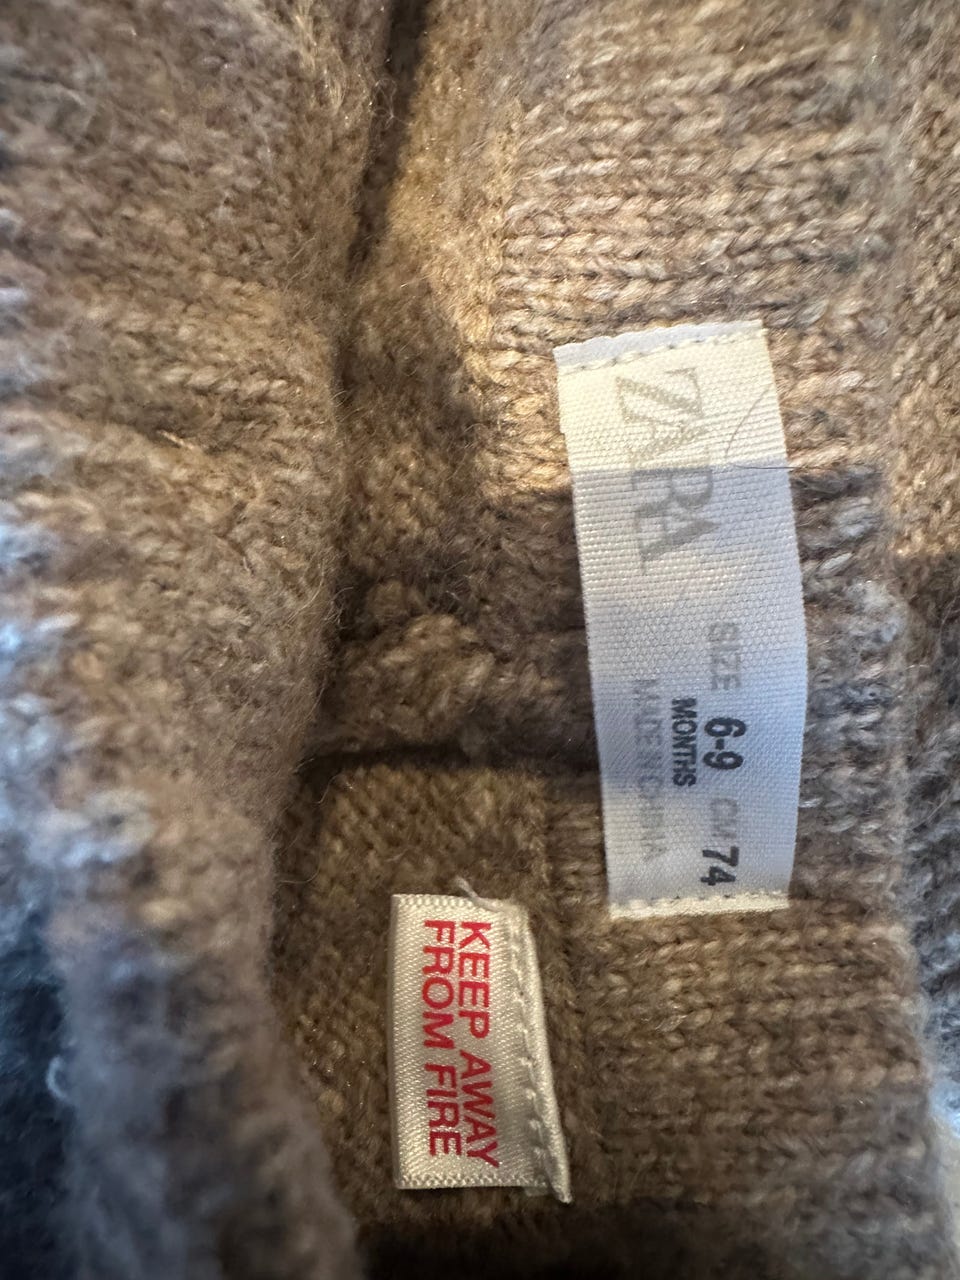 ZARA
SIZE 6-9 CM 74
MONTHS
MADE IN CHINA
KEEP AWAY
FROM FIRE